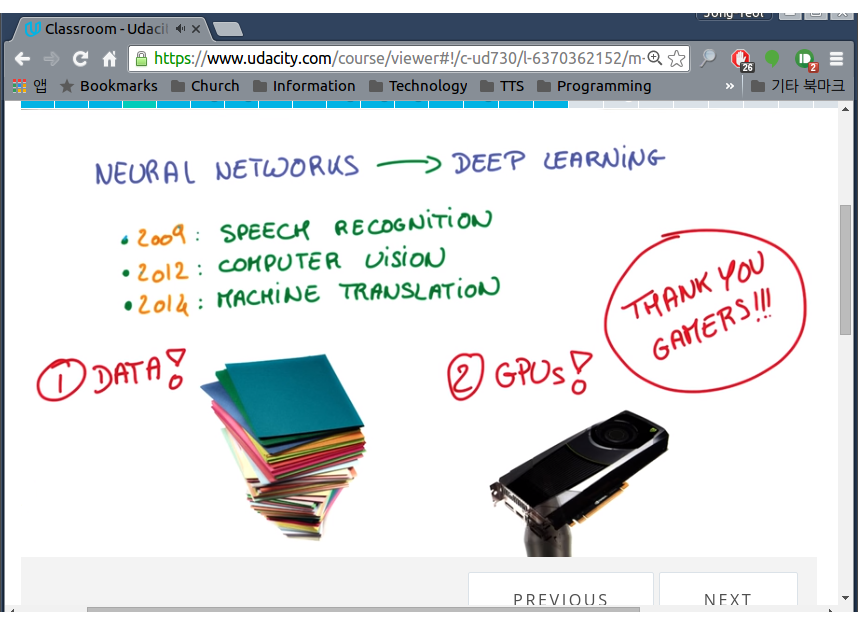 Jong Yeol
Classroom - Udaci
https://www.udacity.com/course/viewer#!/c-ud730/l-6370362152/m-
26
2
앱 Bookmarks Church Information Technology TTS Programming » 기타 북마크
NEURAL NETWORKS → DEEP LEARNING
• 2009: SPEECH RECOGNITION
• 2012: COMPUTER VISION
• 2014: MACHINE TRANSLATION
THANK YOU
GAMERS!!!
1 DATA!
2 GPUs!
PREVIOUS NEXT